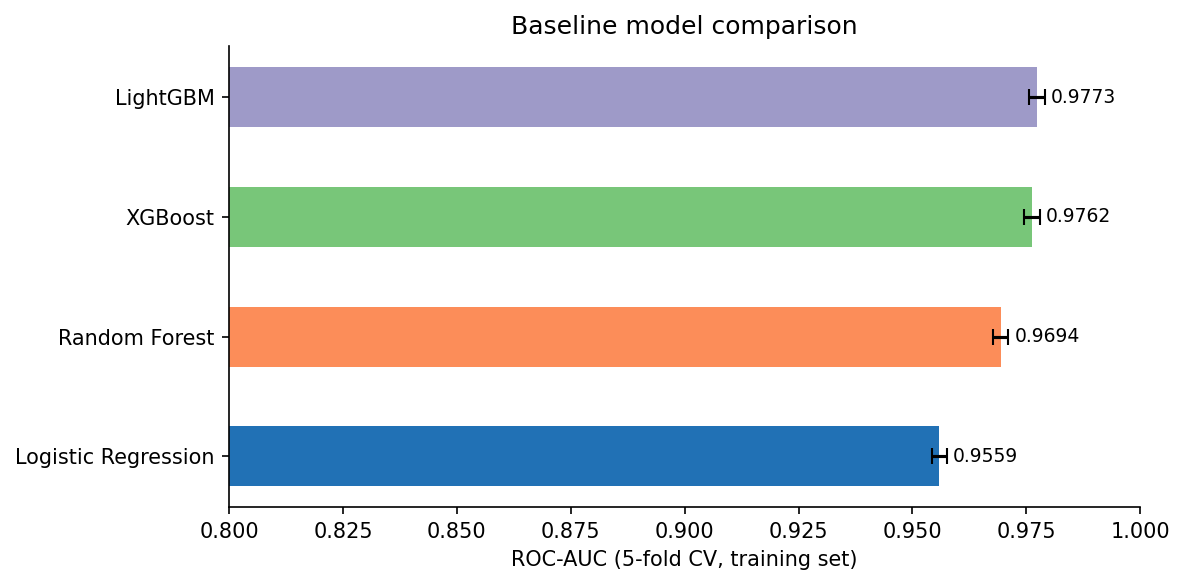 Baseline model comparison
LightGBM
0.9773
XGBoost
0.9762
Random Forest
0.9694
Logistic Regression
0.9559
0.800 0.825 0.850 0.875 0.900 0.925 0.950 0.975 1.000
ROC-AUC (5-fold CV, training set)